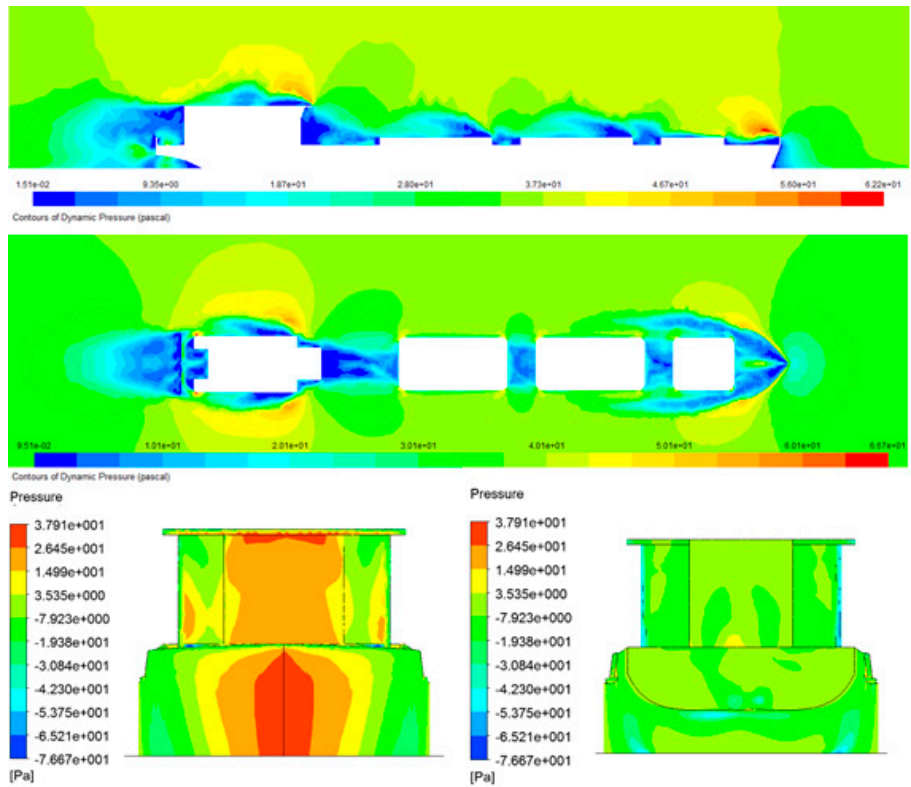 1.51e-02 9.35e+00 1.87e+01 2.80e+01 3.73e+01 4.67e+01 5.60e+01 6.22e+01
Contours of Dynamic Pressure (pascal)
9.51e-02 1.01e+01 2.01e+01 3.01e+01 4.01e+01 5.01e+01 6.01e+01 6.67e+01
Contours of Dynamic Pressure (pascal)
Pressure
3.791e+001
2.645e+001
1.499e+001
3.535e+000
-7.923e+000
-1.938e+001
-3.084e+001
-4.230e+001
-5.375e+001
-6.521e+001
-7.667e+001
[Pa]
Pressure
3.791e+001
2.645e+001
1.499e+001
3.535e+000
-7.923e+000
-1.938e+001
-3.084e+001
-4.230e+001
-5.375e+001
-6.521e+001
-7.667e+001
[Pa]